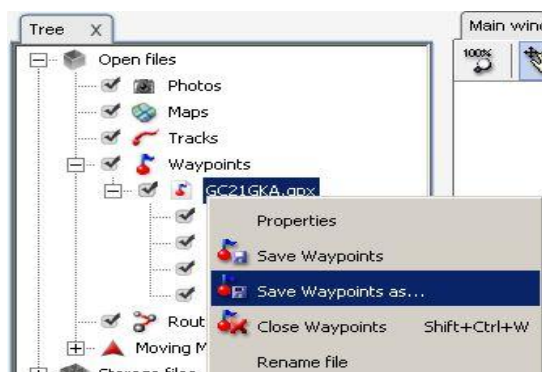 Tree X
Main wind
100%
Open files
Photos
Maps
Tracks
Waypoints
GC21GKA.gpx
Properties
Save Waypoints
Save Waypoints as...
Rout
Close Waypoints Shift+Ctrl+W
Moving M
Rename file